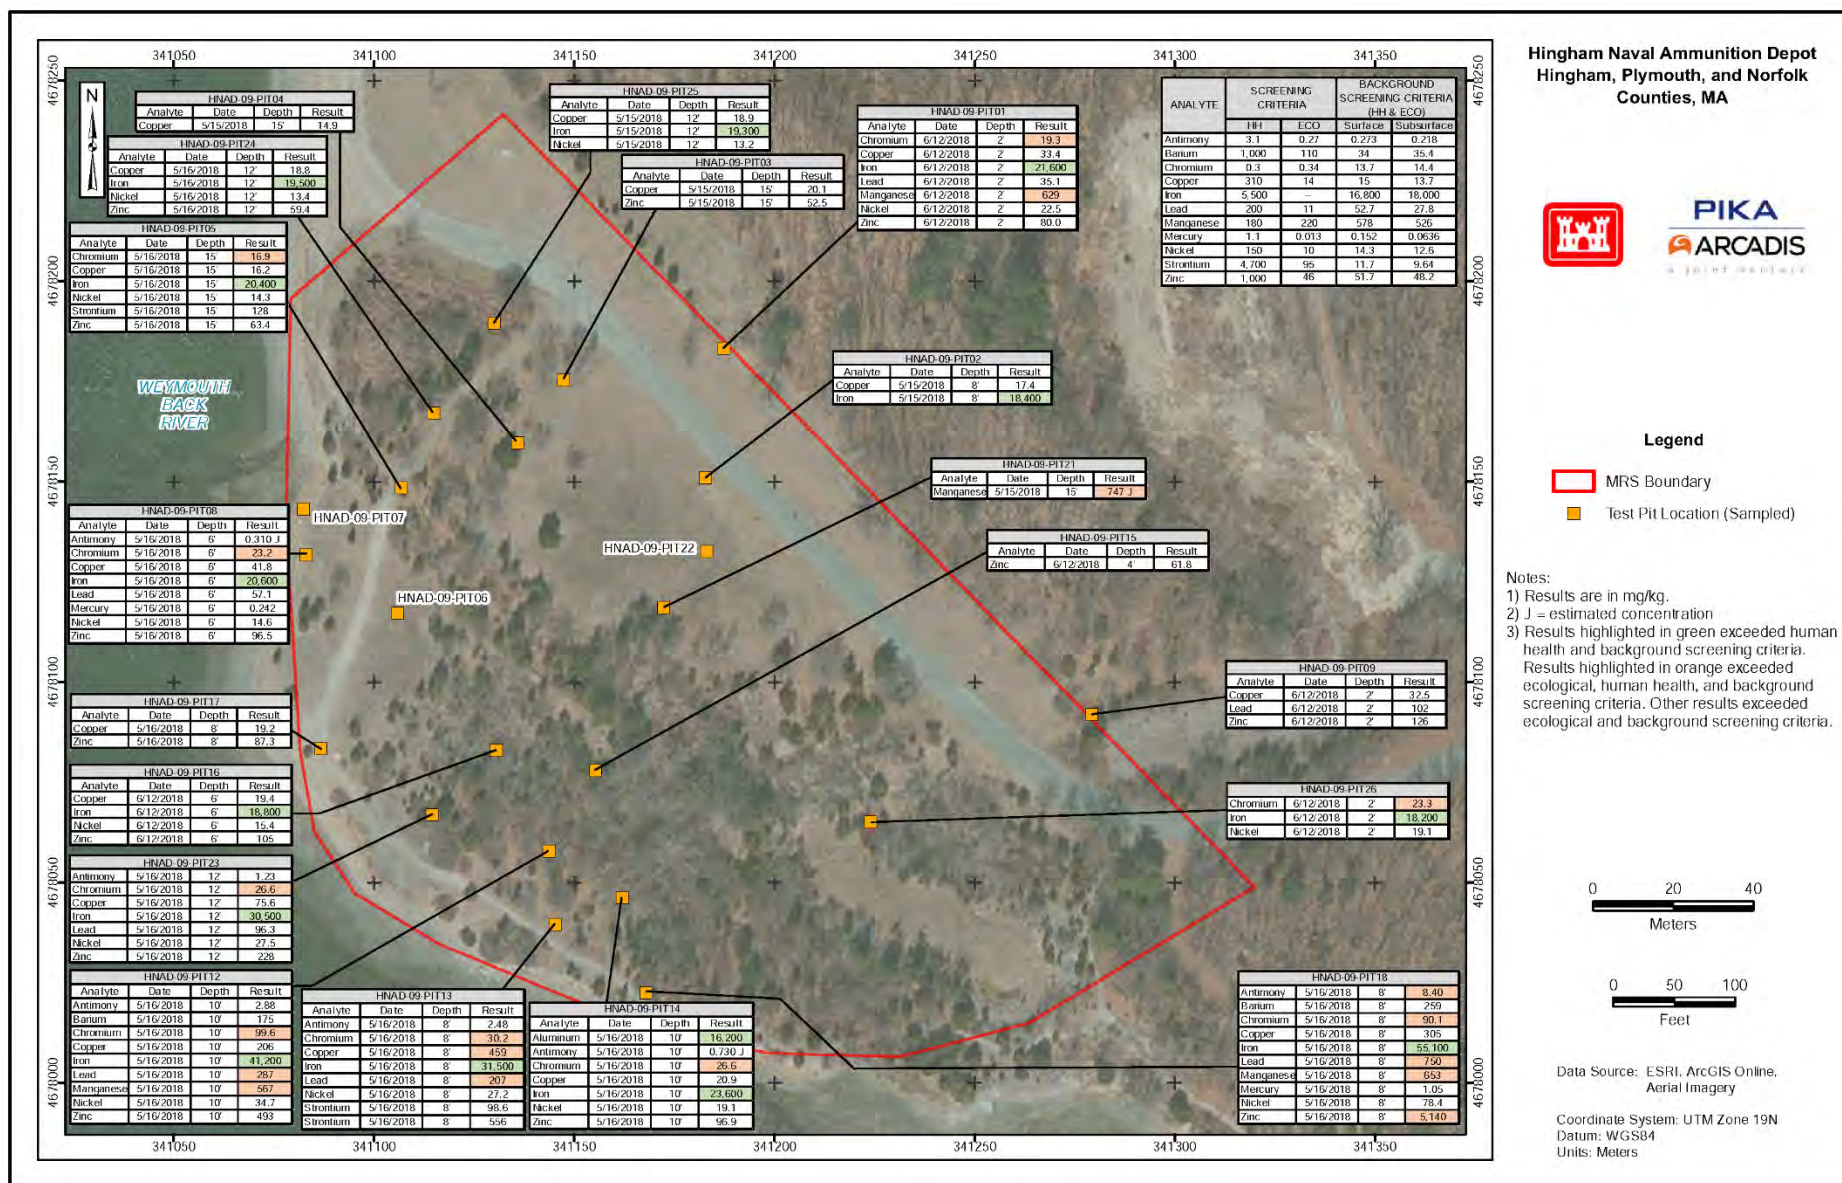 Hingham Naval Ammunition Depot
Hingham, Plymouth, and Norfolk
Counties, MA
PIKA
ARCADIS
a joint venture
Legend
MRS Boundary
Test Pit Location (Sampled)
Notes:
1) Results are in mg/kg.
2) J = estimated concentration
3) Results highlighted in green exceeded human
health and background screening criteria.
Results highlighted in orange exceeded
ecological, human health, and background
screening criteria. Other results exceeded
ecological and background screening criteria.
0 20 40
Meters
0 50 100
Feet
Data Source: ESRI, ArcGIS Online,
Aerial Imagery
Coordinate System: UTM Zone 19N
Datum: WGS84
Units: Meters
341050 341100 341150 341200 341250 341300 341350
4678250 4678200 4678150 4678100 4678050 4678000
N
WEYMOUTH
BACK
RIVER
HNAD-09-PIT04
Analyte Date Depth Result
Copper 5/15/2018 15' 14.9
HNAD-09-PIT24
Analyte Date Depth Result
Copper 5/16/2018 12' 18.8
Iron 5/16/2018 12' 19,500
Nickel 5/16/2018 12' 13.4
Zinc 5/16/2018 12' 59.4
HNAD-09-PIT05
Analyte Date Depth Result
Chromium 5/16/2018 15' 16.9
Copper 5/16/2018 15' 16.2
Iron 5/16/2018 15' 20,400
Nickel 5/16/2018 15' 14.3
Strontium 5/16/2018 15' 128
Zinc 5/16/2018 15' 63.4
HNAD-09-PIT25
Analyte Date Depth Result
Copper 5/15/2018 12' 18.9
Iron 5/15/2018 12' 19,300
Nickel 5/15/2018 12' 13.2
HNAD-09-PIT03
Analyte Date Depth Result
Copper 5/15/2018 15' 20.1
Zinc 5/15/2018 15' 52.5
HNAD-09-PIT01
Analyte Date Depth Result
Chromium 6/12/2018 2' 19.3
Copper 6/12/2018 2' 33.4
Iron 6/12/2018 2' 21,600
Lead 6/12/2018 2' 35.1
Manganese 6/12/2018 2' 629
Nickel 6/12/2018 2' 22.5
Zinc 6/12/2018 2' 80.0
ANALYTE SCREENING CRITERIA BACKGROUND SCREENING CRITERIA (HH & ECO)
HH ECO Surface Subsurface
Antimony 3.1 0.27 0.273 0.218
Barium 1,000 110 34 35.4
Chromium 0.3 0.34 13.7 14.4
Copper 310 14 15 13.7
Iron 5,500 -- 16,800 18,000
Lead 200 11 52.7 27.8
Manganese 180 220 578 526
Mercury 1.1 0.013 0.152 0.0636
Nickel 150 10 14.3 12.6
Strontium 4,700 95 11.7 9.64
Zinc 1,000 46 51.7 48.2
HNAD-09-PIT02
Analyte Date Depth Result
Copper 5/15/2018 8' 17.4
Iron 5/15/2018 8' 18,400
HNAD-09-PIT21
Analyte Date Depth Result
Manganese 5/15/2018 15' 747 J
HNAD-09-PIT15
Analyte Date Depth Result
Zinc 6/12/2018 4' 61.8
HNAD-09-PIT07
HNAD-09-PIT22
HNAD-09-PIT06
HNAD-09-PIT08
Analyte Date Depth Result
Antimony 5/16/2018 6' 0.310 J
Chromium 5/16/2018 6' 23.2
Copper 5/16/2018 6' 41.8
Iron 5/16/2018 6' 20,600
Lead 5/16/2018 6' 57.1
Mercury 5/16/2018 6' 0.242
Nickel 5/16/2018 6' 14.6
Zinc 5/16/2018 6' 96.5
HNAD-09-PIT09
Analyte Date Depth Result
Copper 6/12/2018 2' 32.5
Lead 6/12/2018 2' 102
Zinc 6/12/2018 2' 126
HNAD-09-PIT17
Analyte Date Depth Result
Copper 5/16/2018 8' 19.2
Zinc 5/16/2018 8' 87.3
HNAD-09-PIT16
Analyte Date Depth Result
Copper 6/12/2018 6' 19.4
Iron 6/12/2018 6' 18,800
Nickel 6/12/2018 6' 15.4
Zinc 6/12/2018 6' 105
HNAD-09-PIT26
Chromium 6/12/2018 2' 23.3
Iron 6/12/2018 2' 18,200
Nickel 6/12/2018 2' 19.1
HNAD-09-PIT23
Antimony 5/16/2018 12' 1.23
Chromium 5/16/2018 12' 26.6
Copper 5/16/2018 12' 75.6
Iron 5/16/2018 12' 30,500
Lead 5/16/2018 12' 96.3
Nickel 5/16/2018 12' 27.5
Zinc 5/16/2018 12' 228
HNAD-09-PIT12
Analyte Date Depth Result
Antimony 5/16/2018 10' 2.88
Barium 5/16/2018 10' 175
Chromium 5/16/2018 10' 99.6
Copper 5/16/2018 10' 206
Iron 5/16/2018 10' 41,200
Lead 5/16/2018 10' 287
Manganese 5/16/2018 10' 567
Nickel 5/16/2018 10' 34.7
Zinc 5/16/2018 10' 493
HNAD-09-PIT13
Analyte Date Depth Result
Antimony 5/16/2018 8' 2.48
Chromium 5/16/2018 8' 30.2
Copper 5/16/2018 8' 459
Iron 5/16/2018 8' 31,500
Lead 5/16/2018 8' 207
Nickel 5/16/2018 8' 27.2
Strontium 5/16/2018 8' 98.6
Strontium 5/16/2018 8' 556
HNAD-09-PIT14
Analyte Date Depth Result
Aluminum 5/16/2018 10' 16,200
Antimony 5/16/2018 10' 0.730 J
Chromium 5/16/2018 10' 26.6
Copper 5/16/2018 10' 20.9
Iron 5/16/2018 10' 23,600
Nickel 5/16/2018 10' 19.1
Zinc 5/16/2018 10' 96.9
HNAD-09-PIT18
Antimony 5/16/2018 8' 8.40
Barium 5/16/2018 8' 259
Chromium 5/16/2018 8' 90.1
Copper 5/16/2018 8' 305
Iron 5/16/2018 8' 55,100
Lead 5/16/2018 8' 750
Manganese 5/16/2018 8' 653
Mercury 5/16/2018 8' 1.05
Nickel 5/16/2018 8' 78.4
Zinc 5/16/2018 8' 5,140
341050 341100 341150 341200 341250 341300 341350
4678250 4678200 4678150 4678100 4678050 4678000